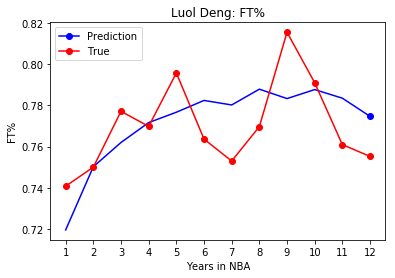 Luol Deng: FT%
Prediction
True
FT%
0.82
0.80
0.78
0.76
0.74
0.72
1 2 3 4 5 6 7 8 9 10 11 12
Years in NBA